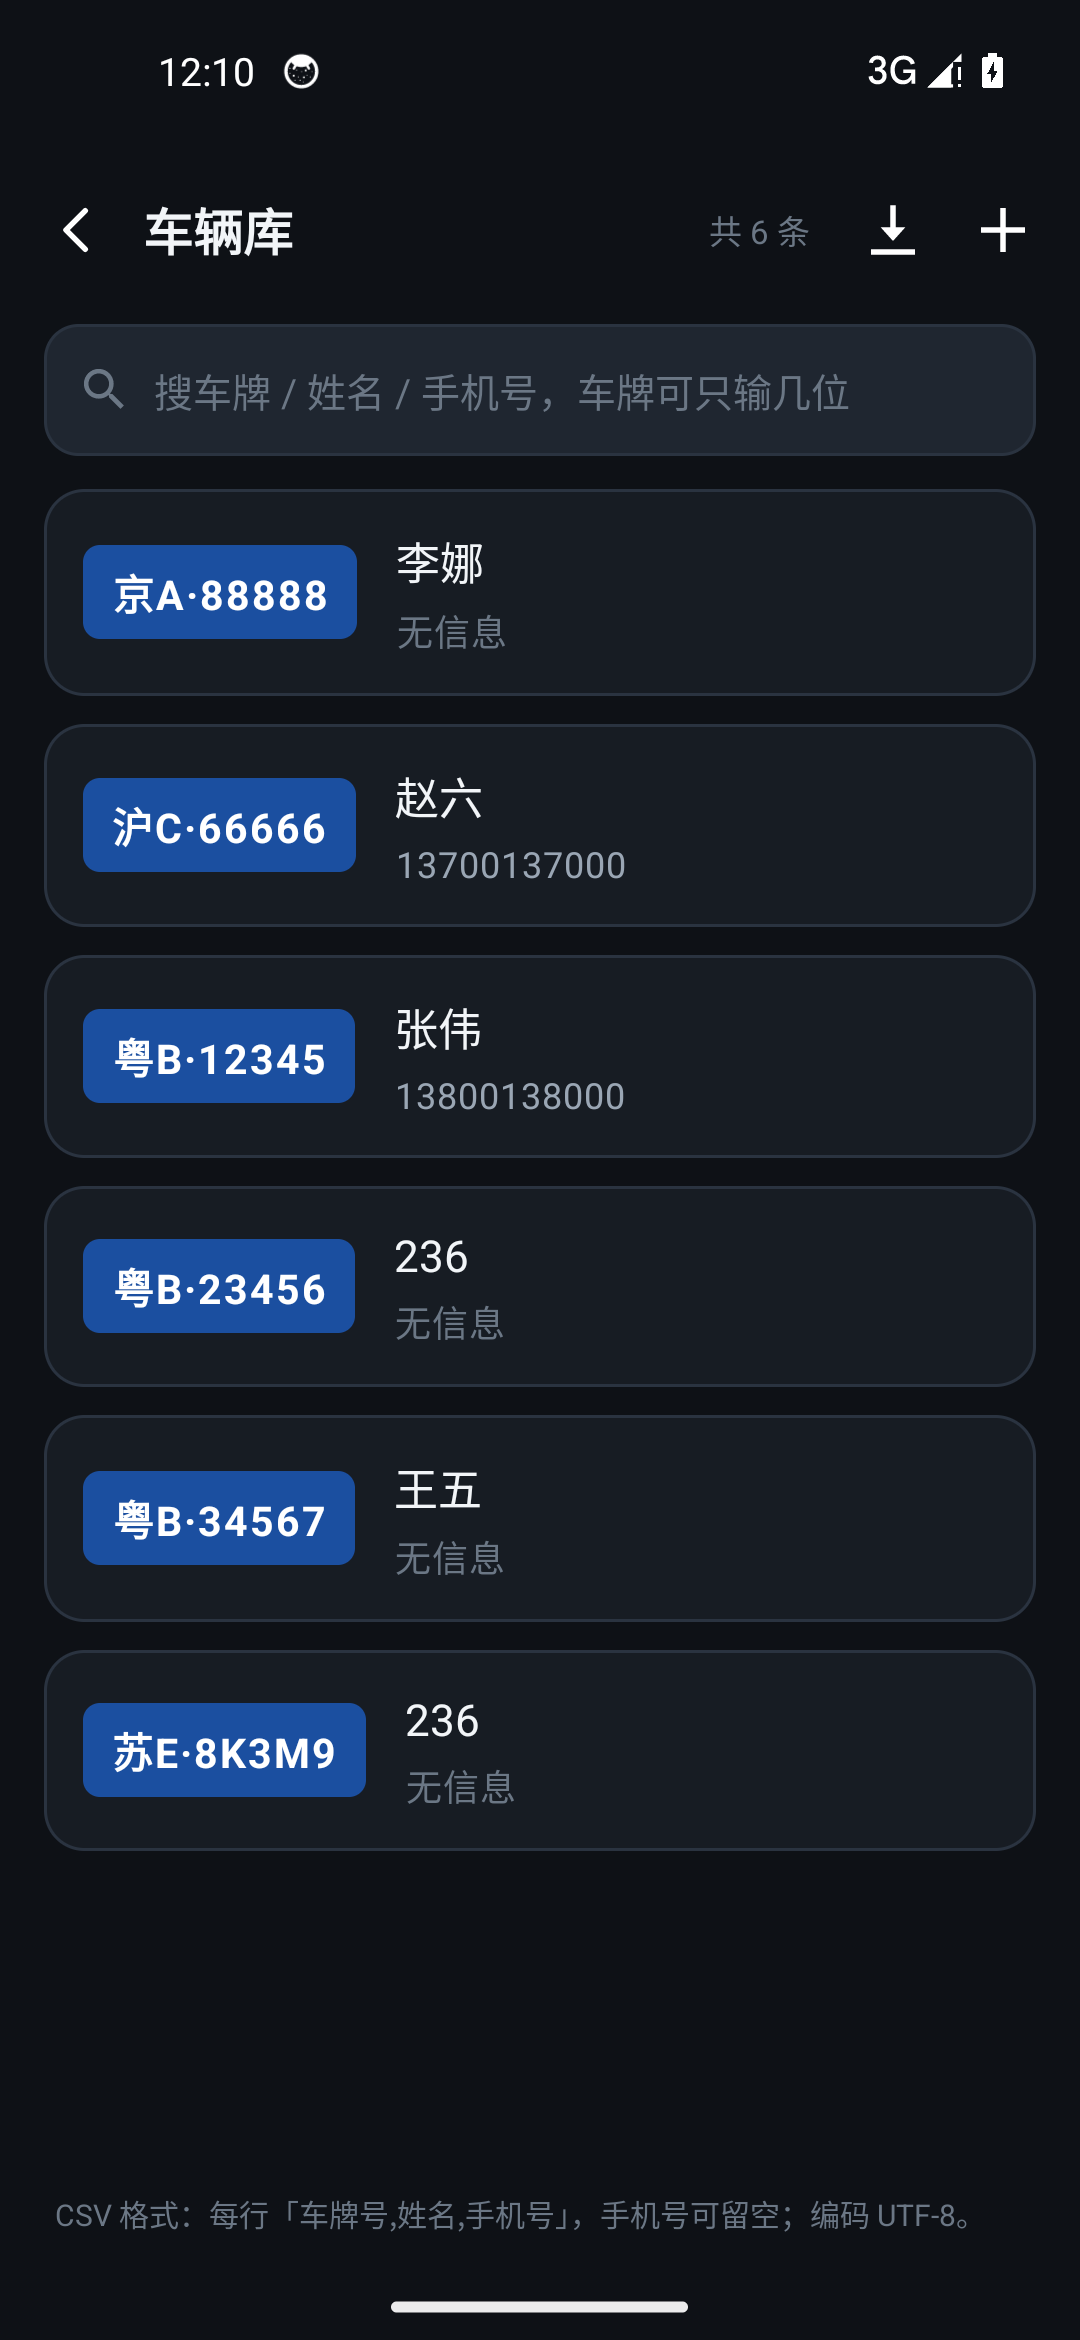 12:10
3G
车辆库
共 6 条
搜车牌 / 姓名 / 手机号，车牌可只输几位
京A·88888
李娜
无信息
沪C·66666
赵六
13700137000
粤B·12345
张伟
13800138000
粤B·23456
236
无信息
粤B·34567
王五
无信息
苏E·8K3M9
236
无信息
CSV 格式：每行「车牌号,姓名,手机号」，手机号可留空；编码 UTF-8。